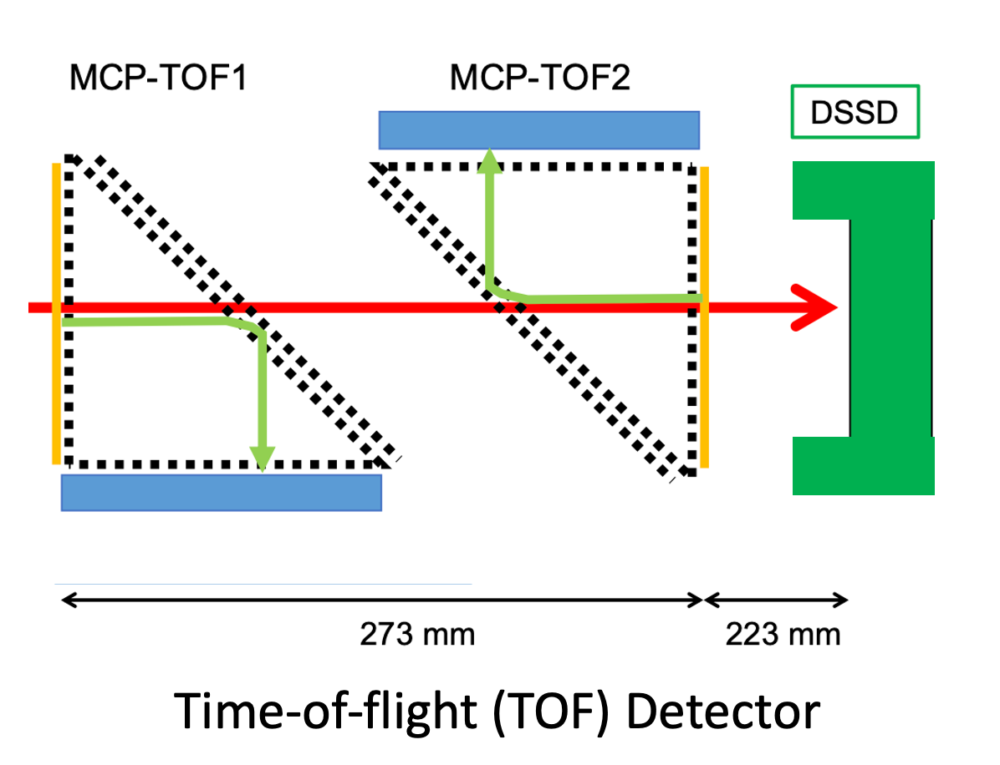 MCP-TOF1
MCP-TOF2
DSSD
273 mm
223 mm
Time-of-flight (TOF) Detector